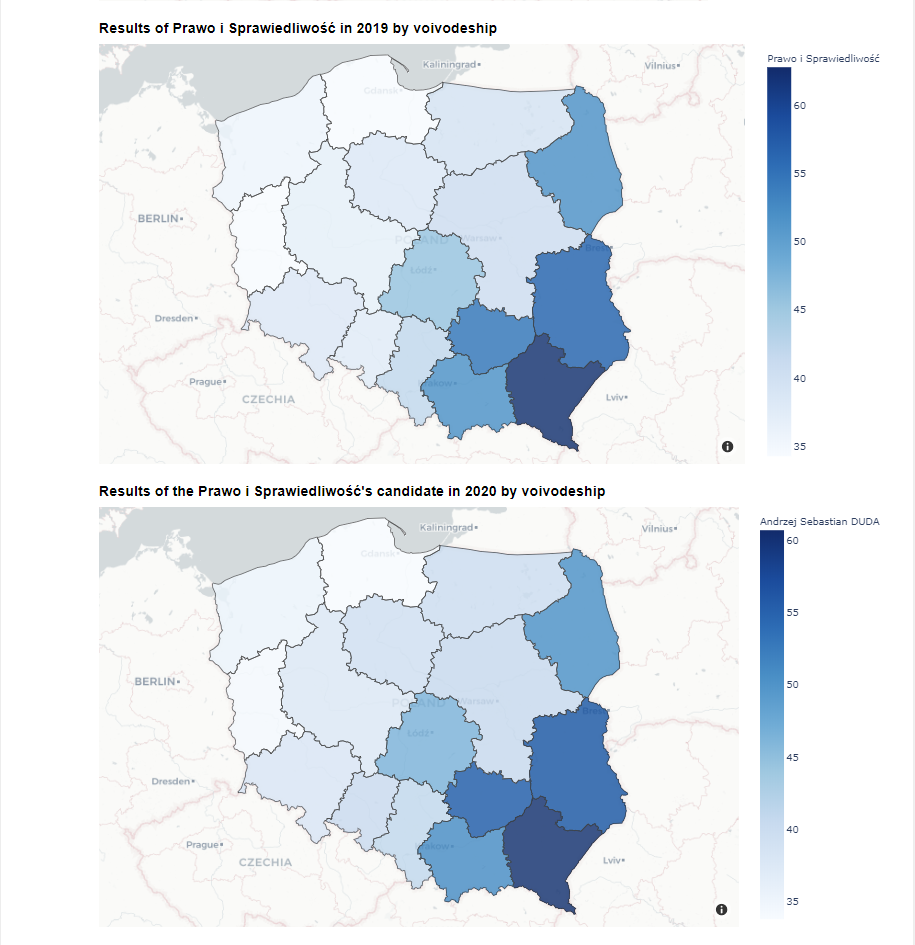 Results of Prawo i Sprawiedliwość in 2019 by voivodeship
Prawo i Sprawiedliwość
Kaliningrad
Vilnius
Gdansk
60
55
BERLIN
POLAND
Warsaw
50
Brest
Łódź
45
Dresden
40
Prague
Krakow
CZECHIA
Lviv
35
Results of the Prawo i Sprawiedliwość's candidate in 2020 by voivodeship
Andrzej Sebastian DUDA
Kaliningrad
Vilnius
60
Gdansk
55
BERLIN
50
POLAND
Warsaw
Brest
Łódź
45
Dresden
40
Prague
Krakow
CZECHIA
Lviv
35